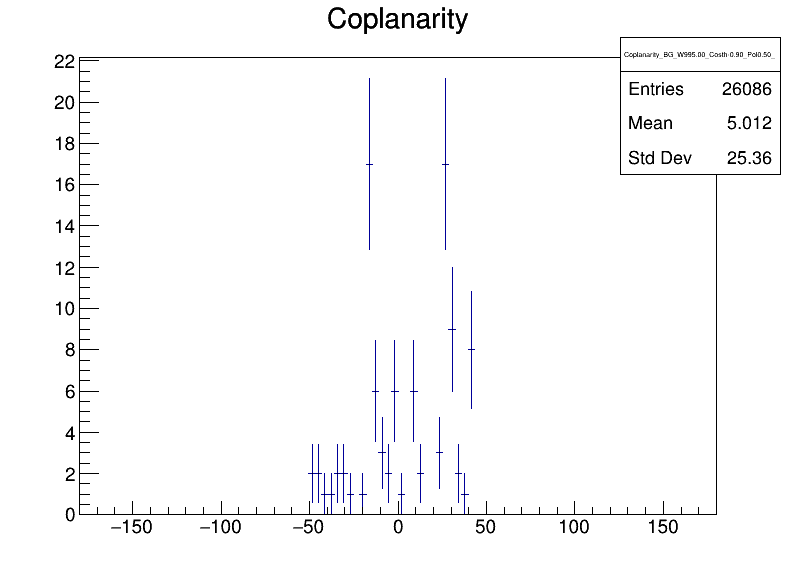 Coplanarity
Coplanarity_BG_W995.00_Costh-0.90_Pol0.50_
Entries 26086
Mean 5.012
Std Dev 25.36
22
20
18
16
14
12
10
8
6
4
2
0
−150 −100 −50 0 50 100 150